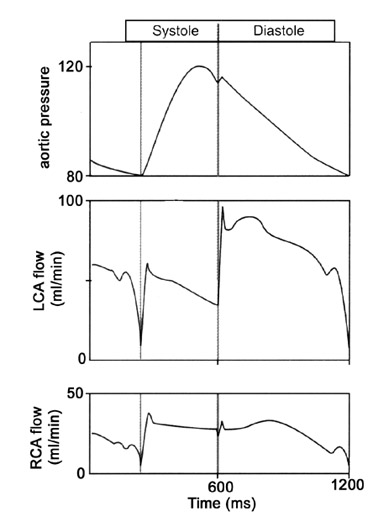 Systole Diastole
120
80
aortic pressure
100
0
LCA flow
(ml/min)
50
0
RCA flow
(ml/min)
600 1200
Time (ms)